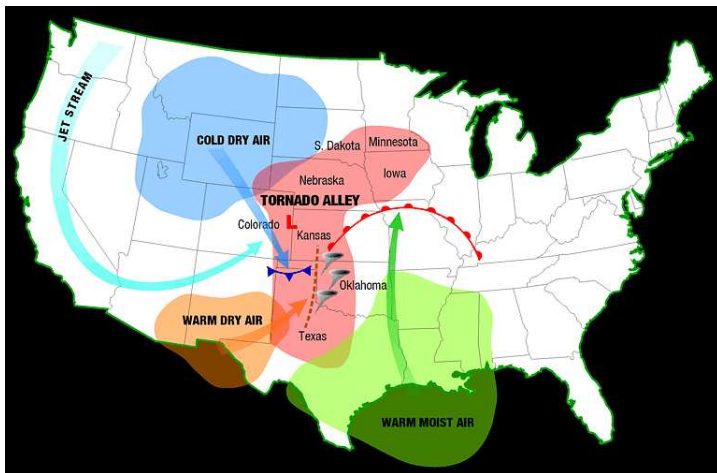 JET STREAM
COLD DRY AIR
S. Dakota
Minnesota
Nebraska
Iowa
TORNADO ALLEY
Colorado
L
Kansas
Oklahoma
WARM DRY AIR
Texas
WARM MOIST AIR